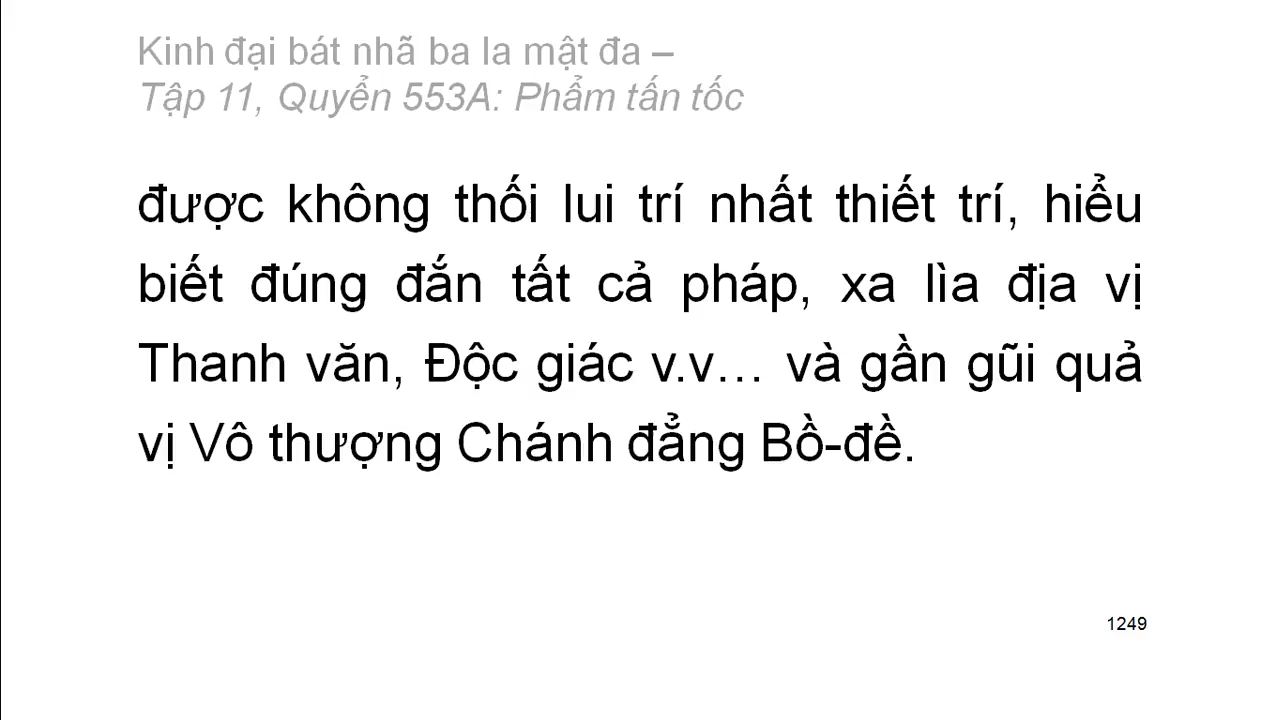 Kinh đại bát nhã ba la mật đa –
Tập 11, Quyển 553A: Phẩm tấn tốc
được không thối lui trí nhất thiết trí, hiểu
biết đúng đắn tất cả pháp, xa lìa địa vị
Thanh văn, Độc giác v.v… và gần gũi quả
vị Vô thượng Chánh đẳng Bồ-đề.
1249